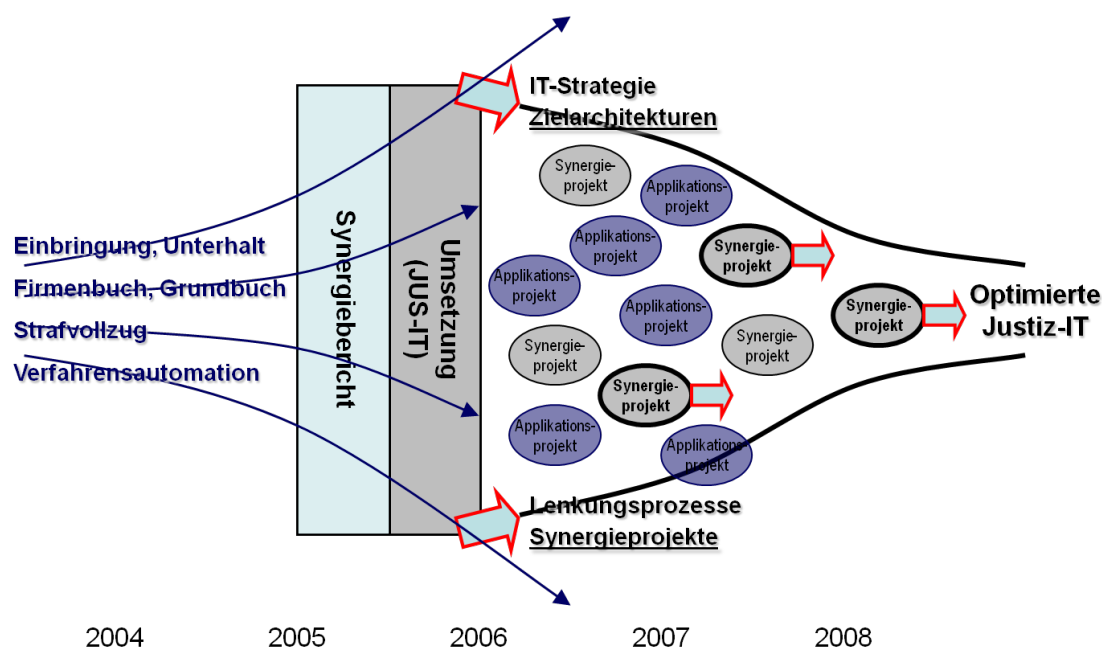 Einbringung, Unterhalt
Firmenbuch, Grundbuch
Strafvollzug
Verfahrensautomation
Synergiebericht
Umsetzung
(JUS-IT)
IT-Strategie
Zielarchitekturen
Synergie-
projekt
Applikations-
projekt
Applikations-
projekt
Synergie-
projekt
Applikations-
projekt
Applikations-
projekt
Synergie-
projekt
Synergie-
projekt
Synergie-
projekt
Synergie-
projekt
Applikations-
projekt
Applikations-
projekt
Optimierte
Justiz-IT
Lenkungsprozesse
Synergieprojekte
2004
2005
2006
2007
2008